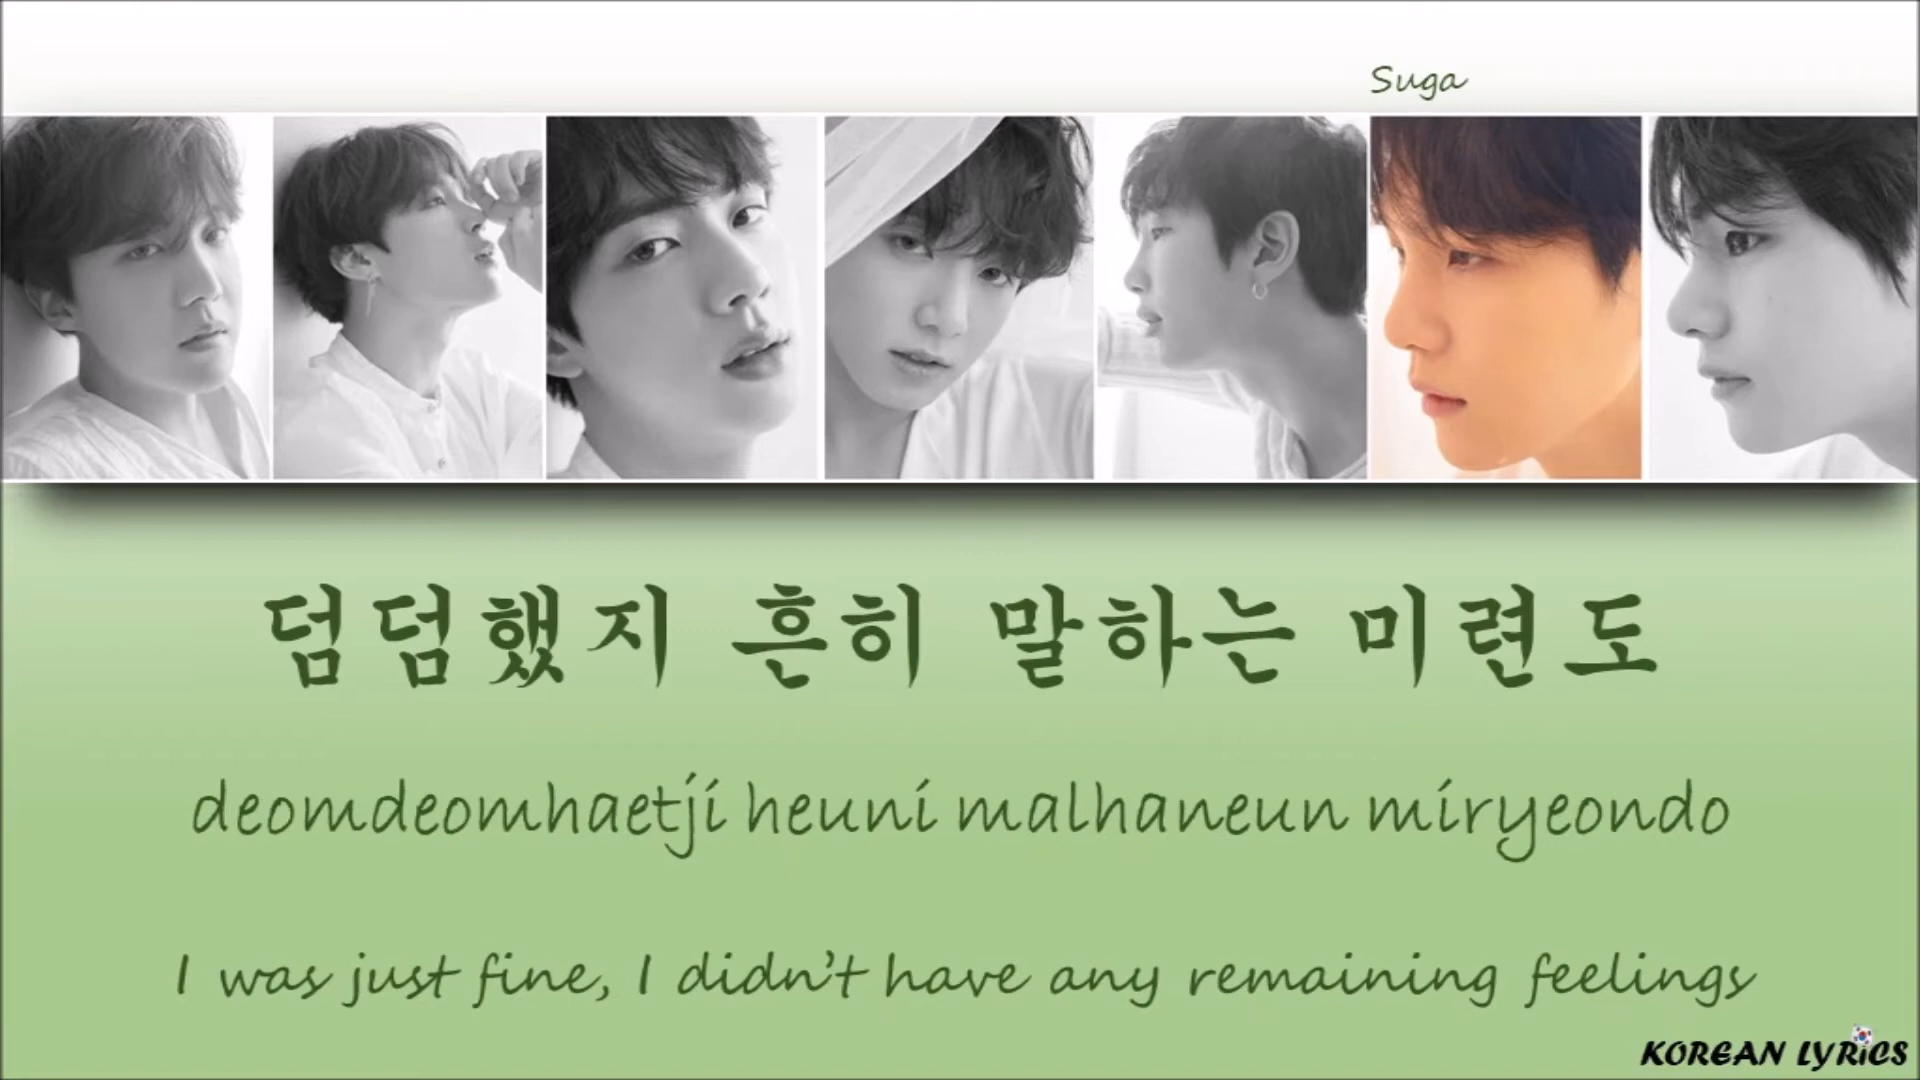 Suga
덤덤했지 흔히 말하는 미련도
deomdeomhaetji heuni malhaneun miryeondo
I was just fine, I didn't have any remaining feelings
KOREAN LYRICS